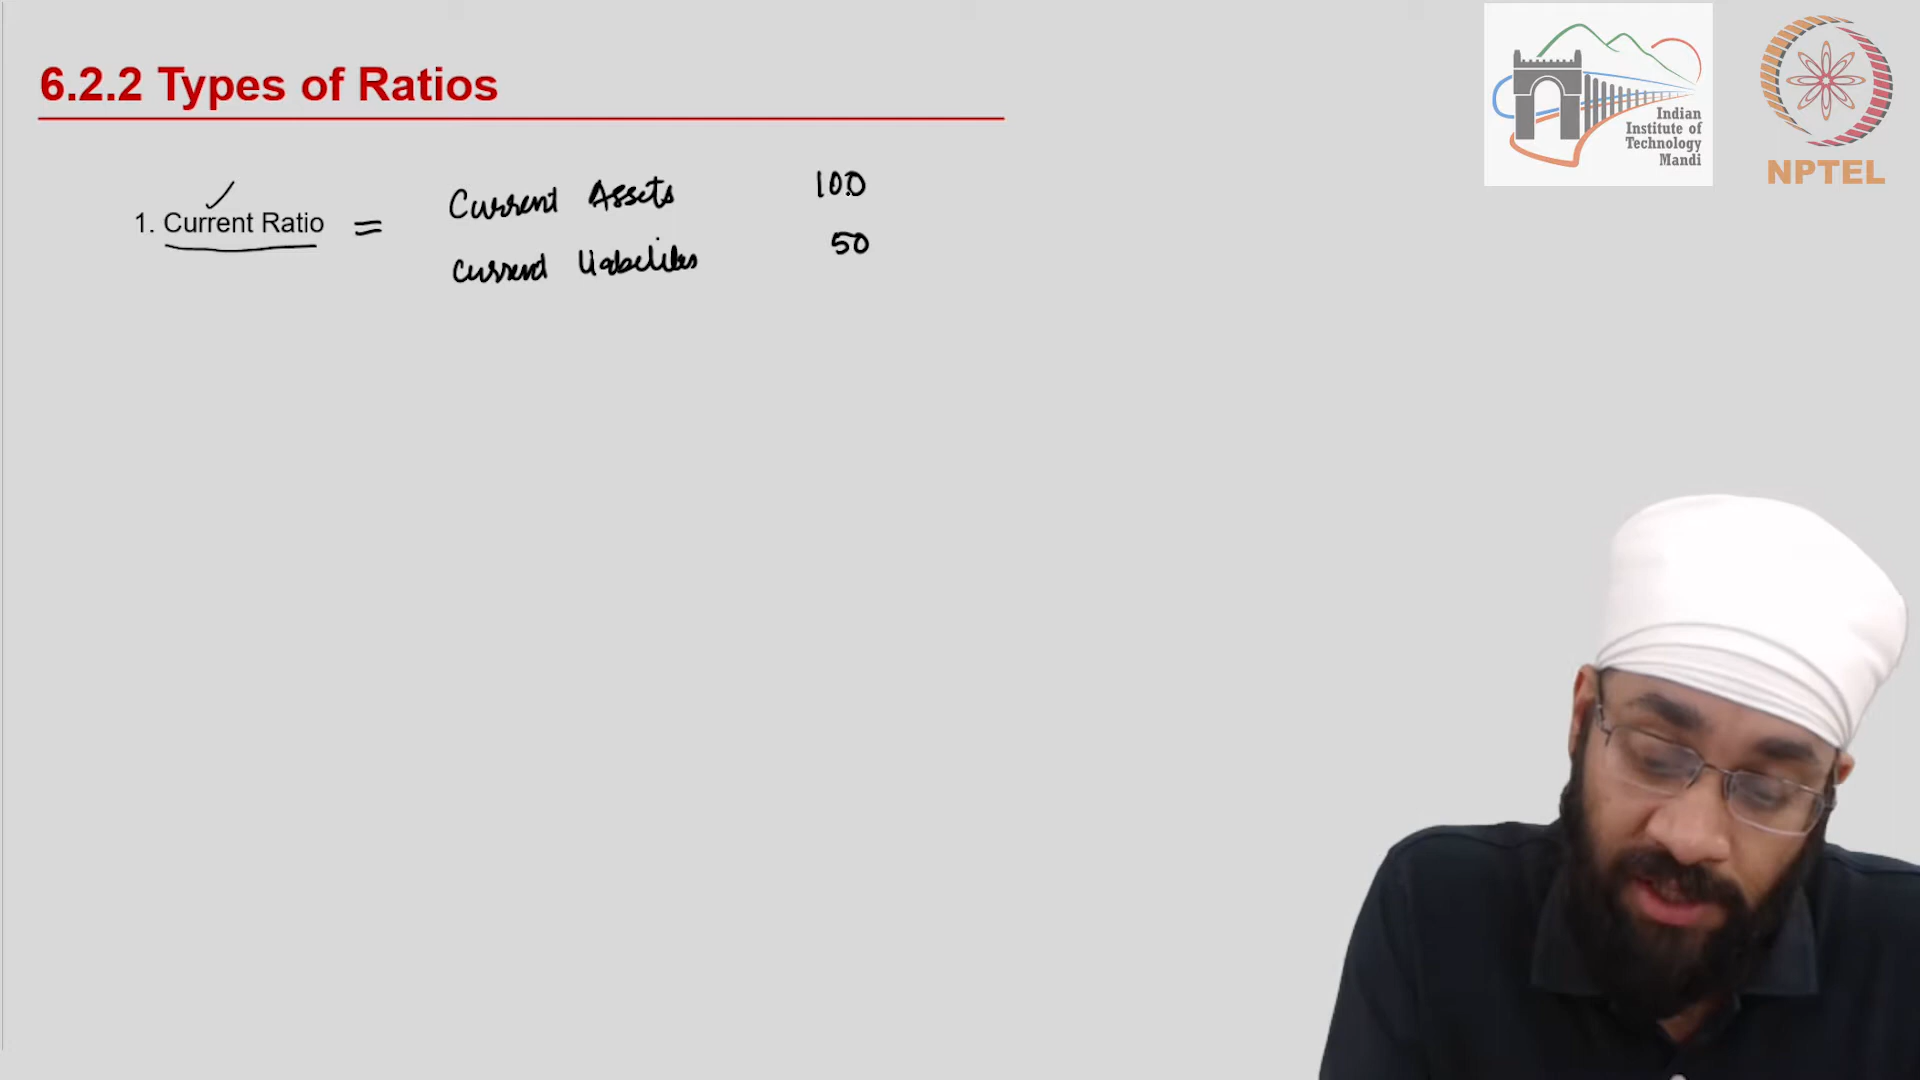 6.2.2 Types of Ratios
Indian
Institute of
Technology
Mandi
NPTEL
Current Assets 100
1. Current Ratio =
Current Liabilities 50